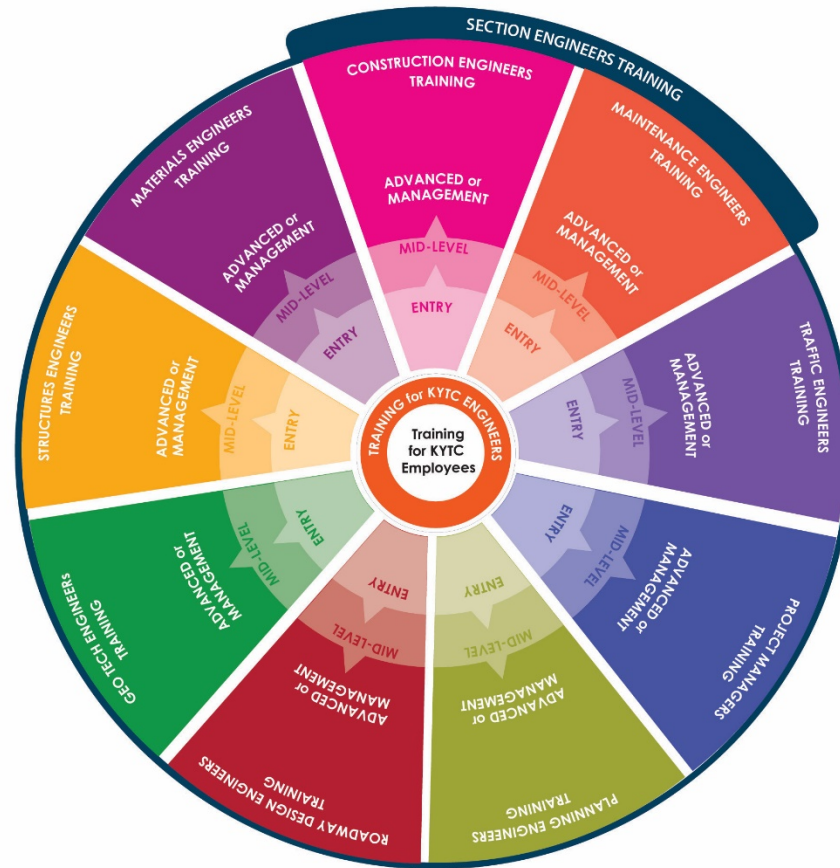 SECTION ENGINEERS TRAINING
CONSTRUCTION ENGINEERS
TRAINING
ADVANCED or
MANAGEMENT
MID-LEVEL
ENTRY
MAINTENANCE ENGINEERS
TRAINING
ADVANCED or
MANAGEMENT
MID-LEVEL
ENTRY
TRAFFIC ENGINEERS
TRAINING
ADVANCED or
MANAGEMENT
MID-LEVEL
ENTRY
PROJECT MANAGERS
TRAINING
ADVANCED or
MANAGEMENT
MID-LEVEL
ENTRY
PLANNING ENGINEERS
TRAINING
ADVANCED or
MANAGEMENT
MID-LEVEL
ENTRY
ROADWAY DESIGN ENGINEERS
TRAINING
ADVANCED or
MANAGEMENT
MID-LEVEL
ENTRY
GEO TECH ENGINEERS
TRAINING
ADVANCED or
MANAGEMENT
MID-LEVEL
ENTRY
STRUCTURES ENGINEERS
TRAINING
ADVANCED or
MANAGEMENT
MID-LEVEL
ENTRY
MATERIALS ENGINEERS
TRAINING
ADVANCED or
MANAGEMENT
MID-LEVEL
ENTRY
TRAINING for KYTC ENGINEERS
Training
for KYTC
Employees